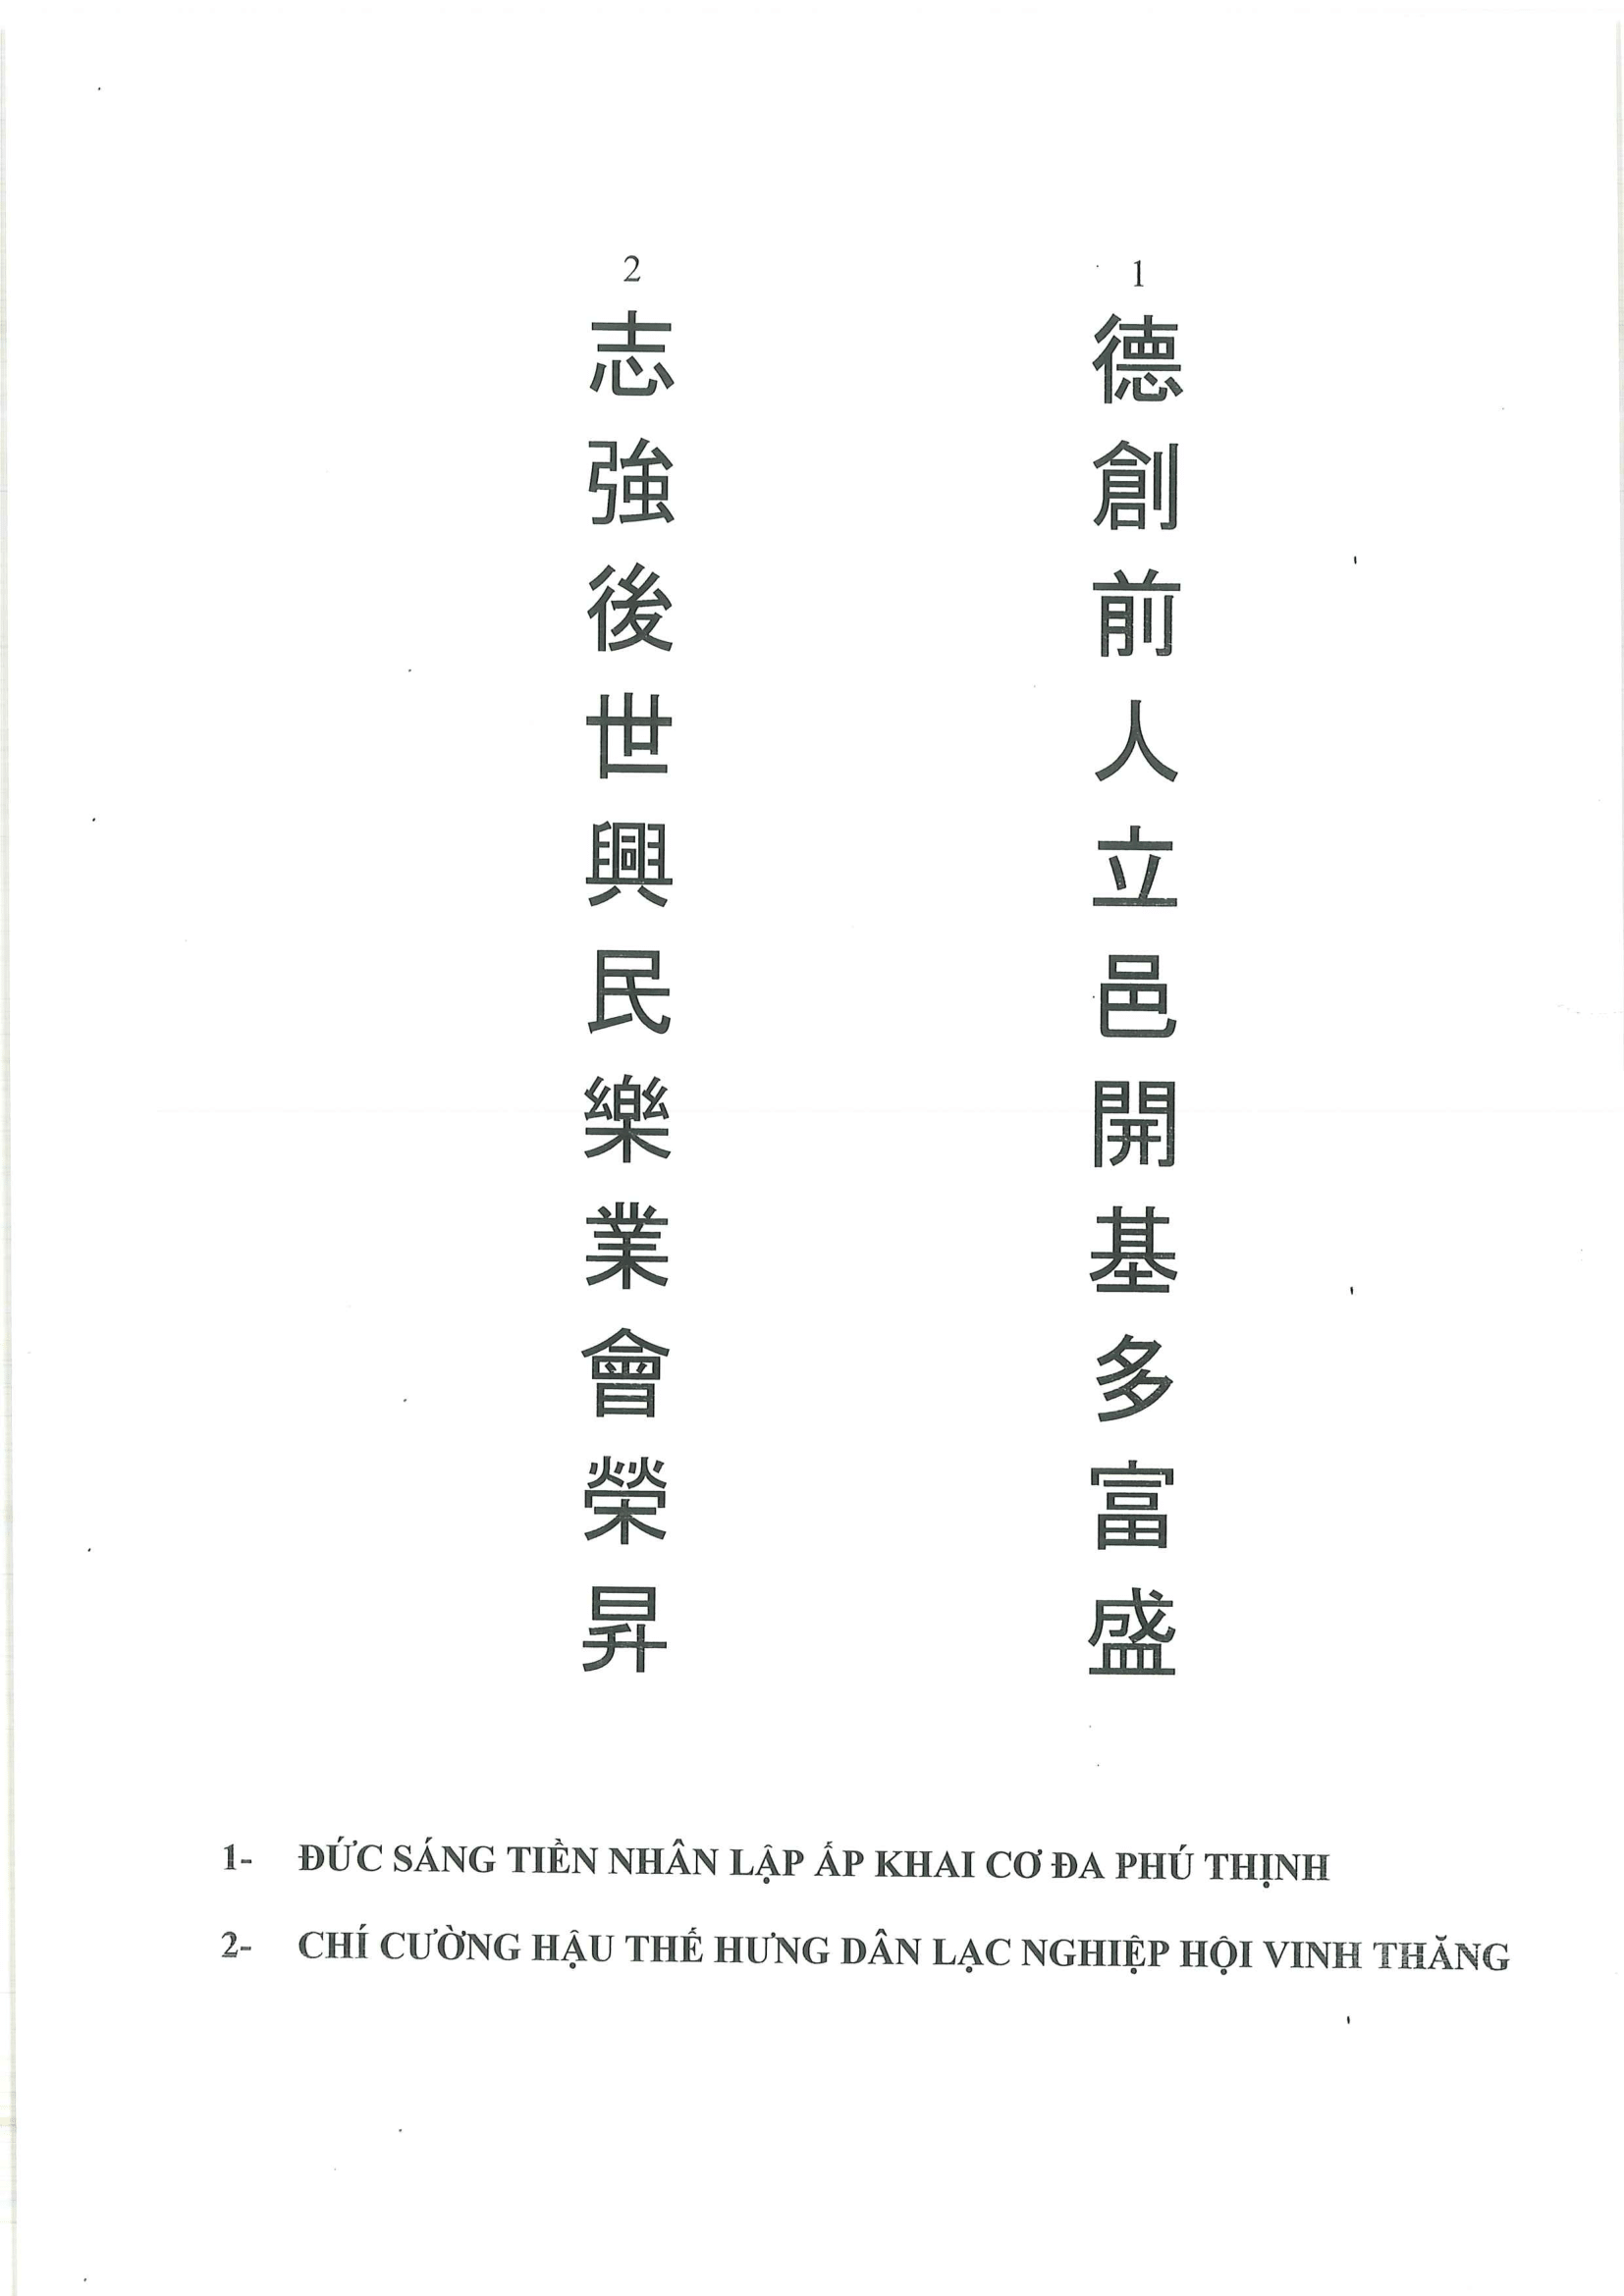 1
德創前人立邑開基多富盛
2
志強後世興民樂業會榮昇
1- ĐỨC SÁNG TIỀN NHÂN LẬP ẤP KHAI CƠ ĐA PHÚ THỊNH
2- CHÍ CƯỜNG HẬU THẾ HƯNG DÂN LẠC NGHIỆP HỘI VINH THĂNG